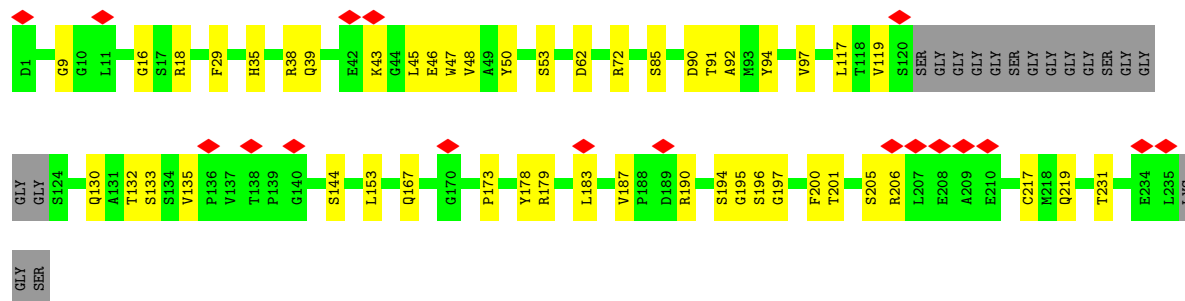 D1 G9 G10 L11 G16 S17 R18 F29 H35 R38 Q39 E42 K43 G44 L45 E46 W47 V48 A49 Y50 S53 D62 R72 S85 D90 T91 A92 M93 Y94 V97 L117 T118 V119 S120 SER GLY GLY GLY GLY SER GLY GLY GLY GLY SER GLY GLY
GLY GLY S124 Q130 A131 T132 S133 S134 V135 P136 V137 T138 P139 G140 S144 L153 Q167 G170 P173 Y178 R179 L183 V187 P188 D189 R190 S194 G195 S196 G197 F200 T201 S205 R206 L207 E208 A209 E210 C217 M218 Q219 T231 E234 L235
GLY SER